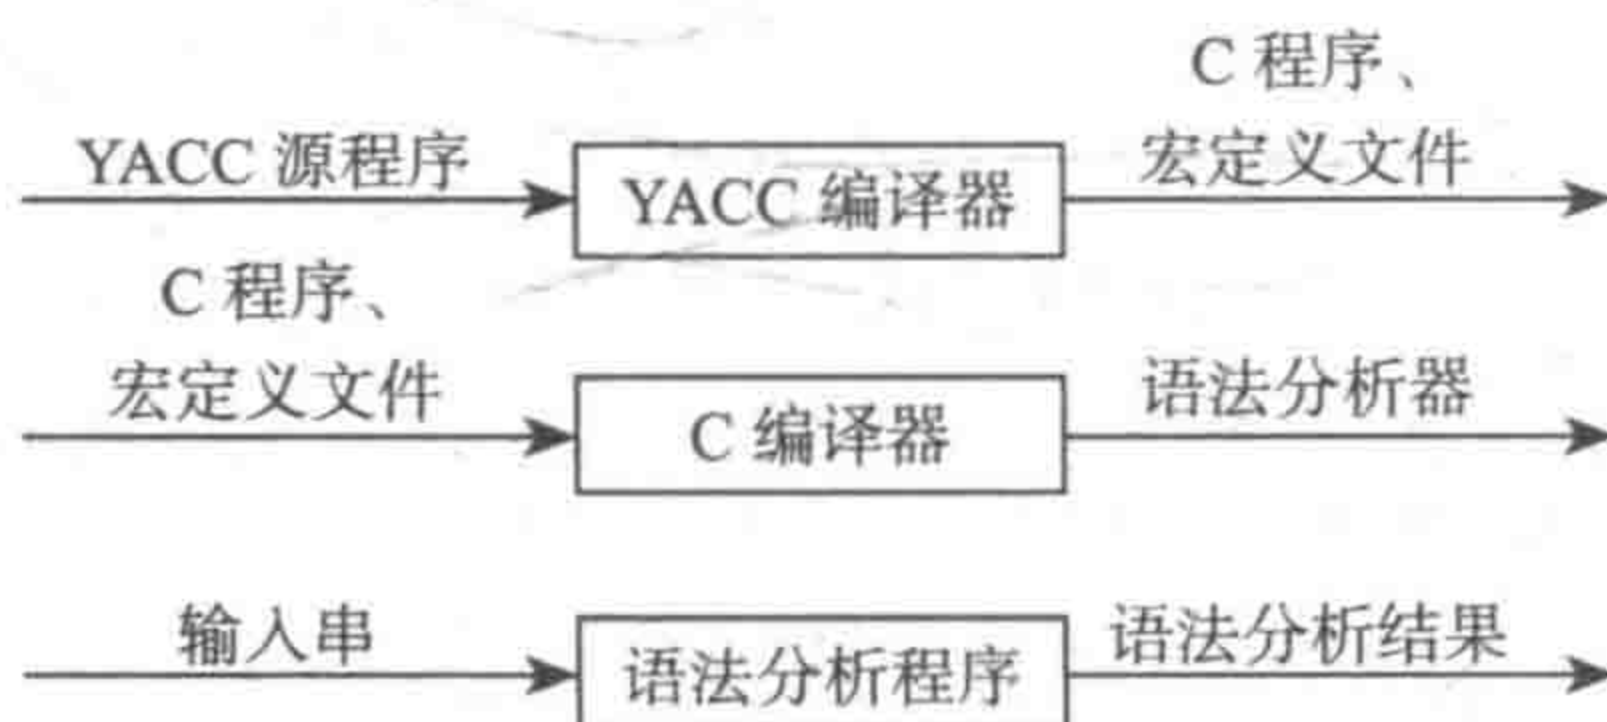 C 程序、
YACC 源程序
YACC 编译器
宏定义文件
C 程序、
宏定义文件
C 编译器
语法分析器
输入串
语法分析程序
语法分析结果